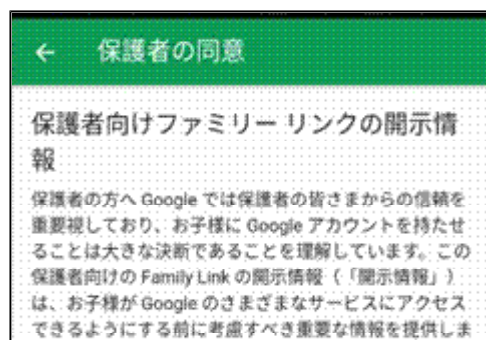 ← 保護者の同意
保護者向けファミリー リンクの開示情
報
保護者の方へ Google では保護者の皆さまからの信頼を
重要視しており、お子様に Google アカウントを持たせ
ることは大きな決断であることを理解しています。この
保護者向けの Family Link の開示情報（「開示情報」）
は、お子様が Google のさまざまなサービスにアクセス
できるようにする前に考慮すべき重要な情報を提供しま